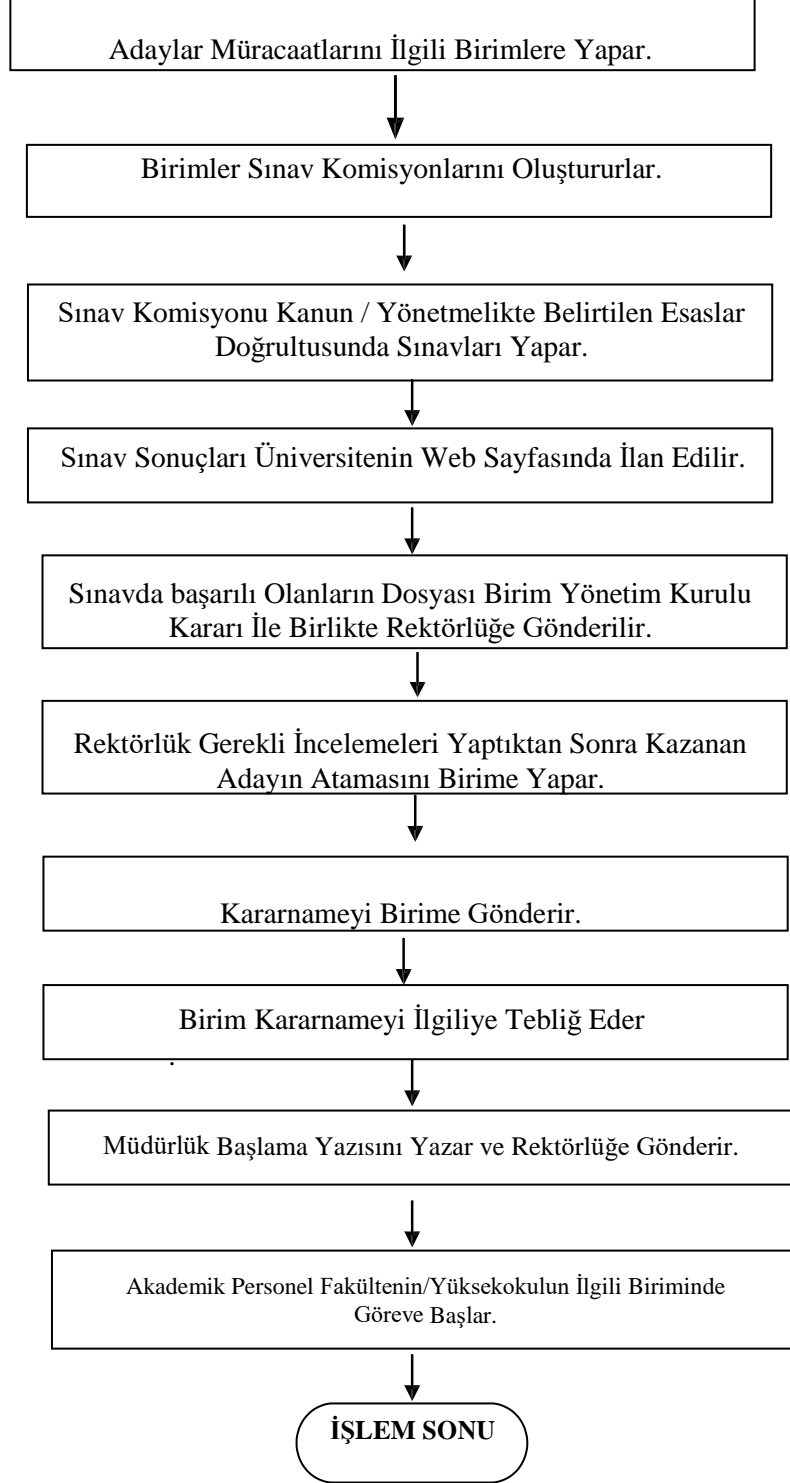 Adaylar Müracaatlarını İlgili Birimlere Yapar.
Birimler Sınav Komisyonlarını Oluştururlar.
Sınav Komisyonu Kanun / Yönetmelikte Belirtilen Esaslar
Doğrultusunda Sınavları Yapar.
Sınav Sonuçları Üniversitenin Web Sayfasında İlan Edilir.
Sınavda başarılı Olanların Dosyası Birim Yönetim Kurulu
Kararı İle Birlikte Rektörlüğe Gönderilir.
Rektörlük Gerekli İncelemeleri Yaptıktan Sonra Kazanan
Adayın Atamasını Birime Yapar.
Kararnameyi Birime Gönderir.
Birim Kararnameyi İlgiliye Tebliğ Eder
.
Müdürlük Başlama Yazısını Yazar ve Rektörlüğe Gönderir.
Akademik Personel Fakültenin/Yüksekokulun İlgili Biriminde
Göreve Başlar.
İŞLEM SONU